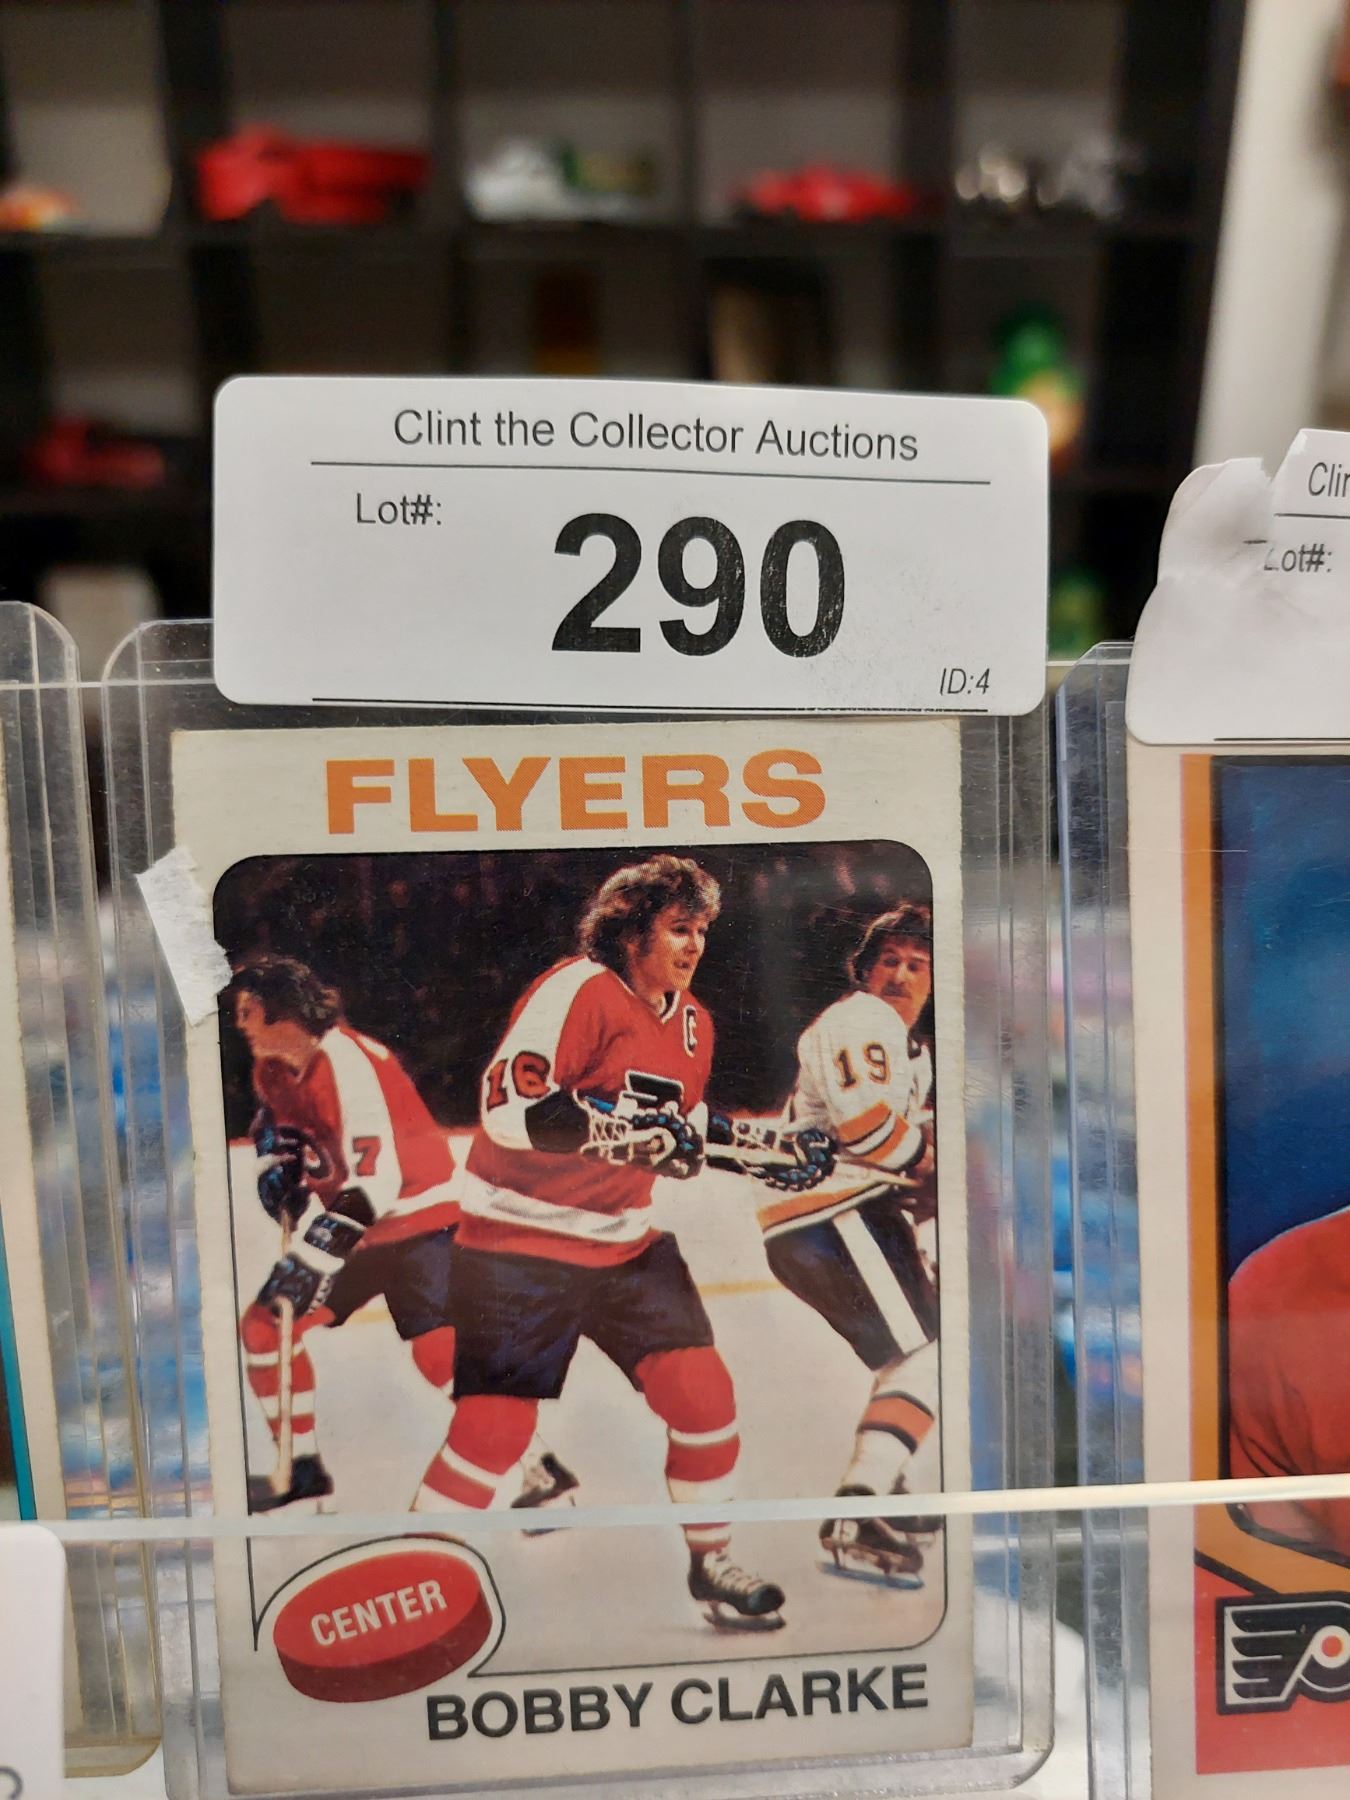 Clint the Collector Auctions
Lot#:
290
ID:4
Lot#:
FLYERS
16
7
19
C
CENTER
BOBBY CLARKE